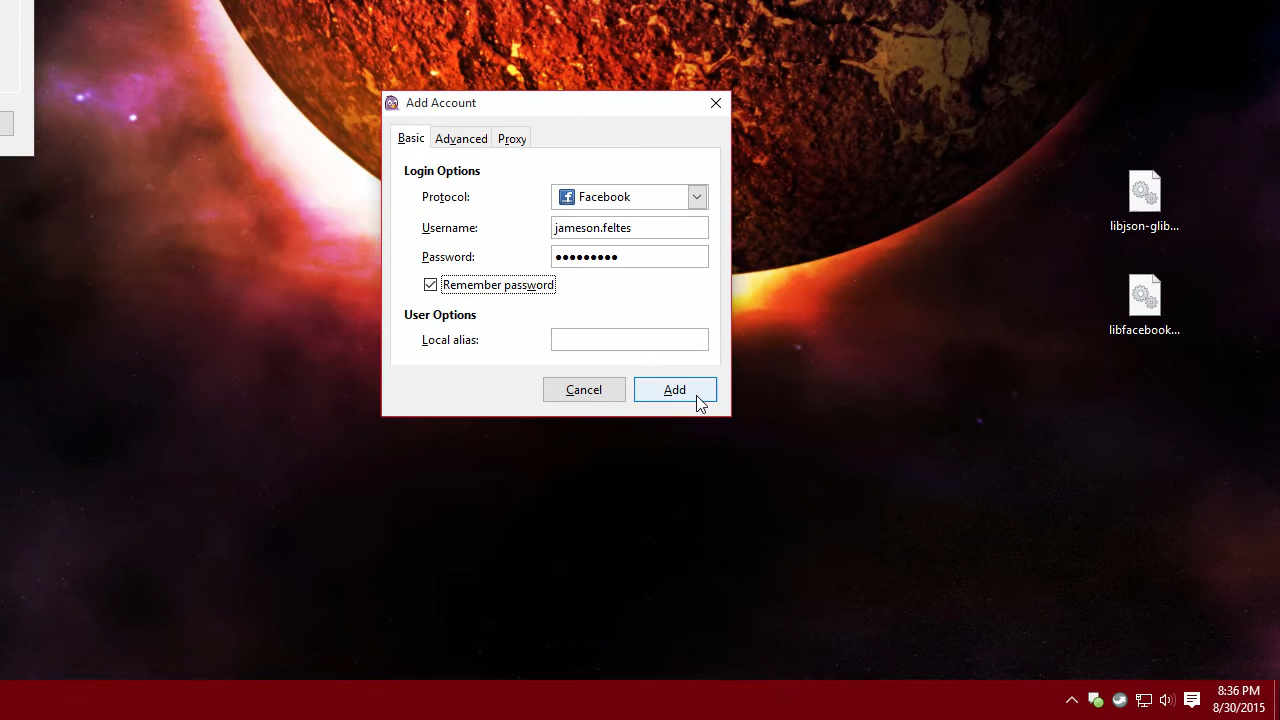 Add Account
Basic Advanced Proxy
Login Options
Protocol: Facebook
Username: jameson.feltes
Password: •••••••••
Remember password
User Options
Local alias:
Cancel Add
libjson-glib...
libfacebook...
8:36 PM
8/30/2015